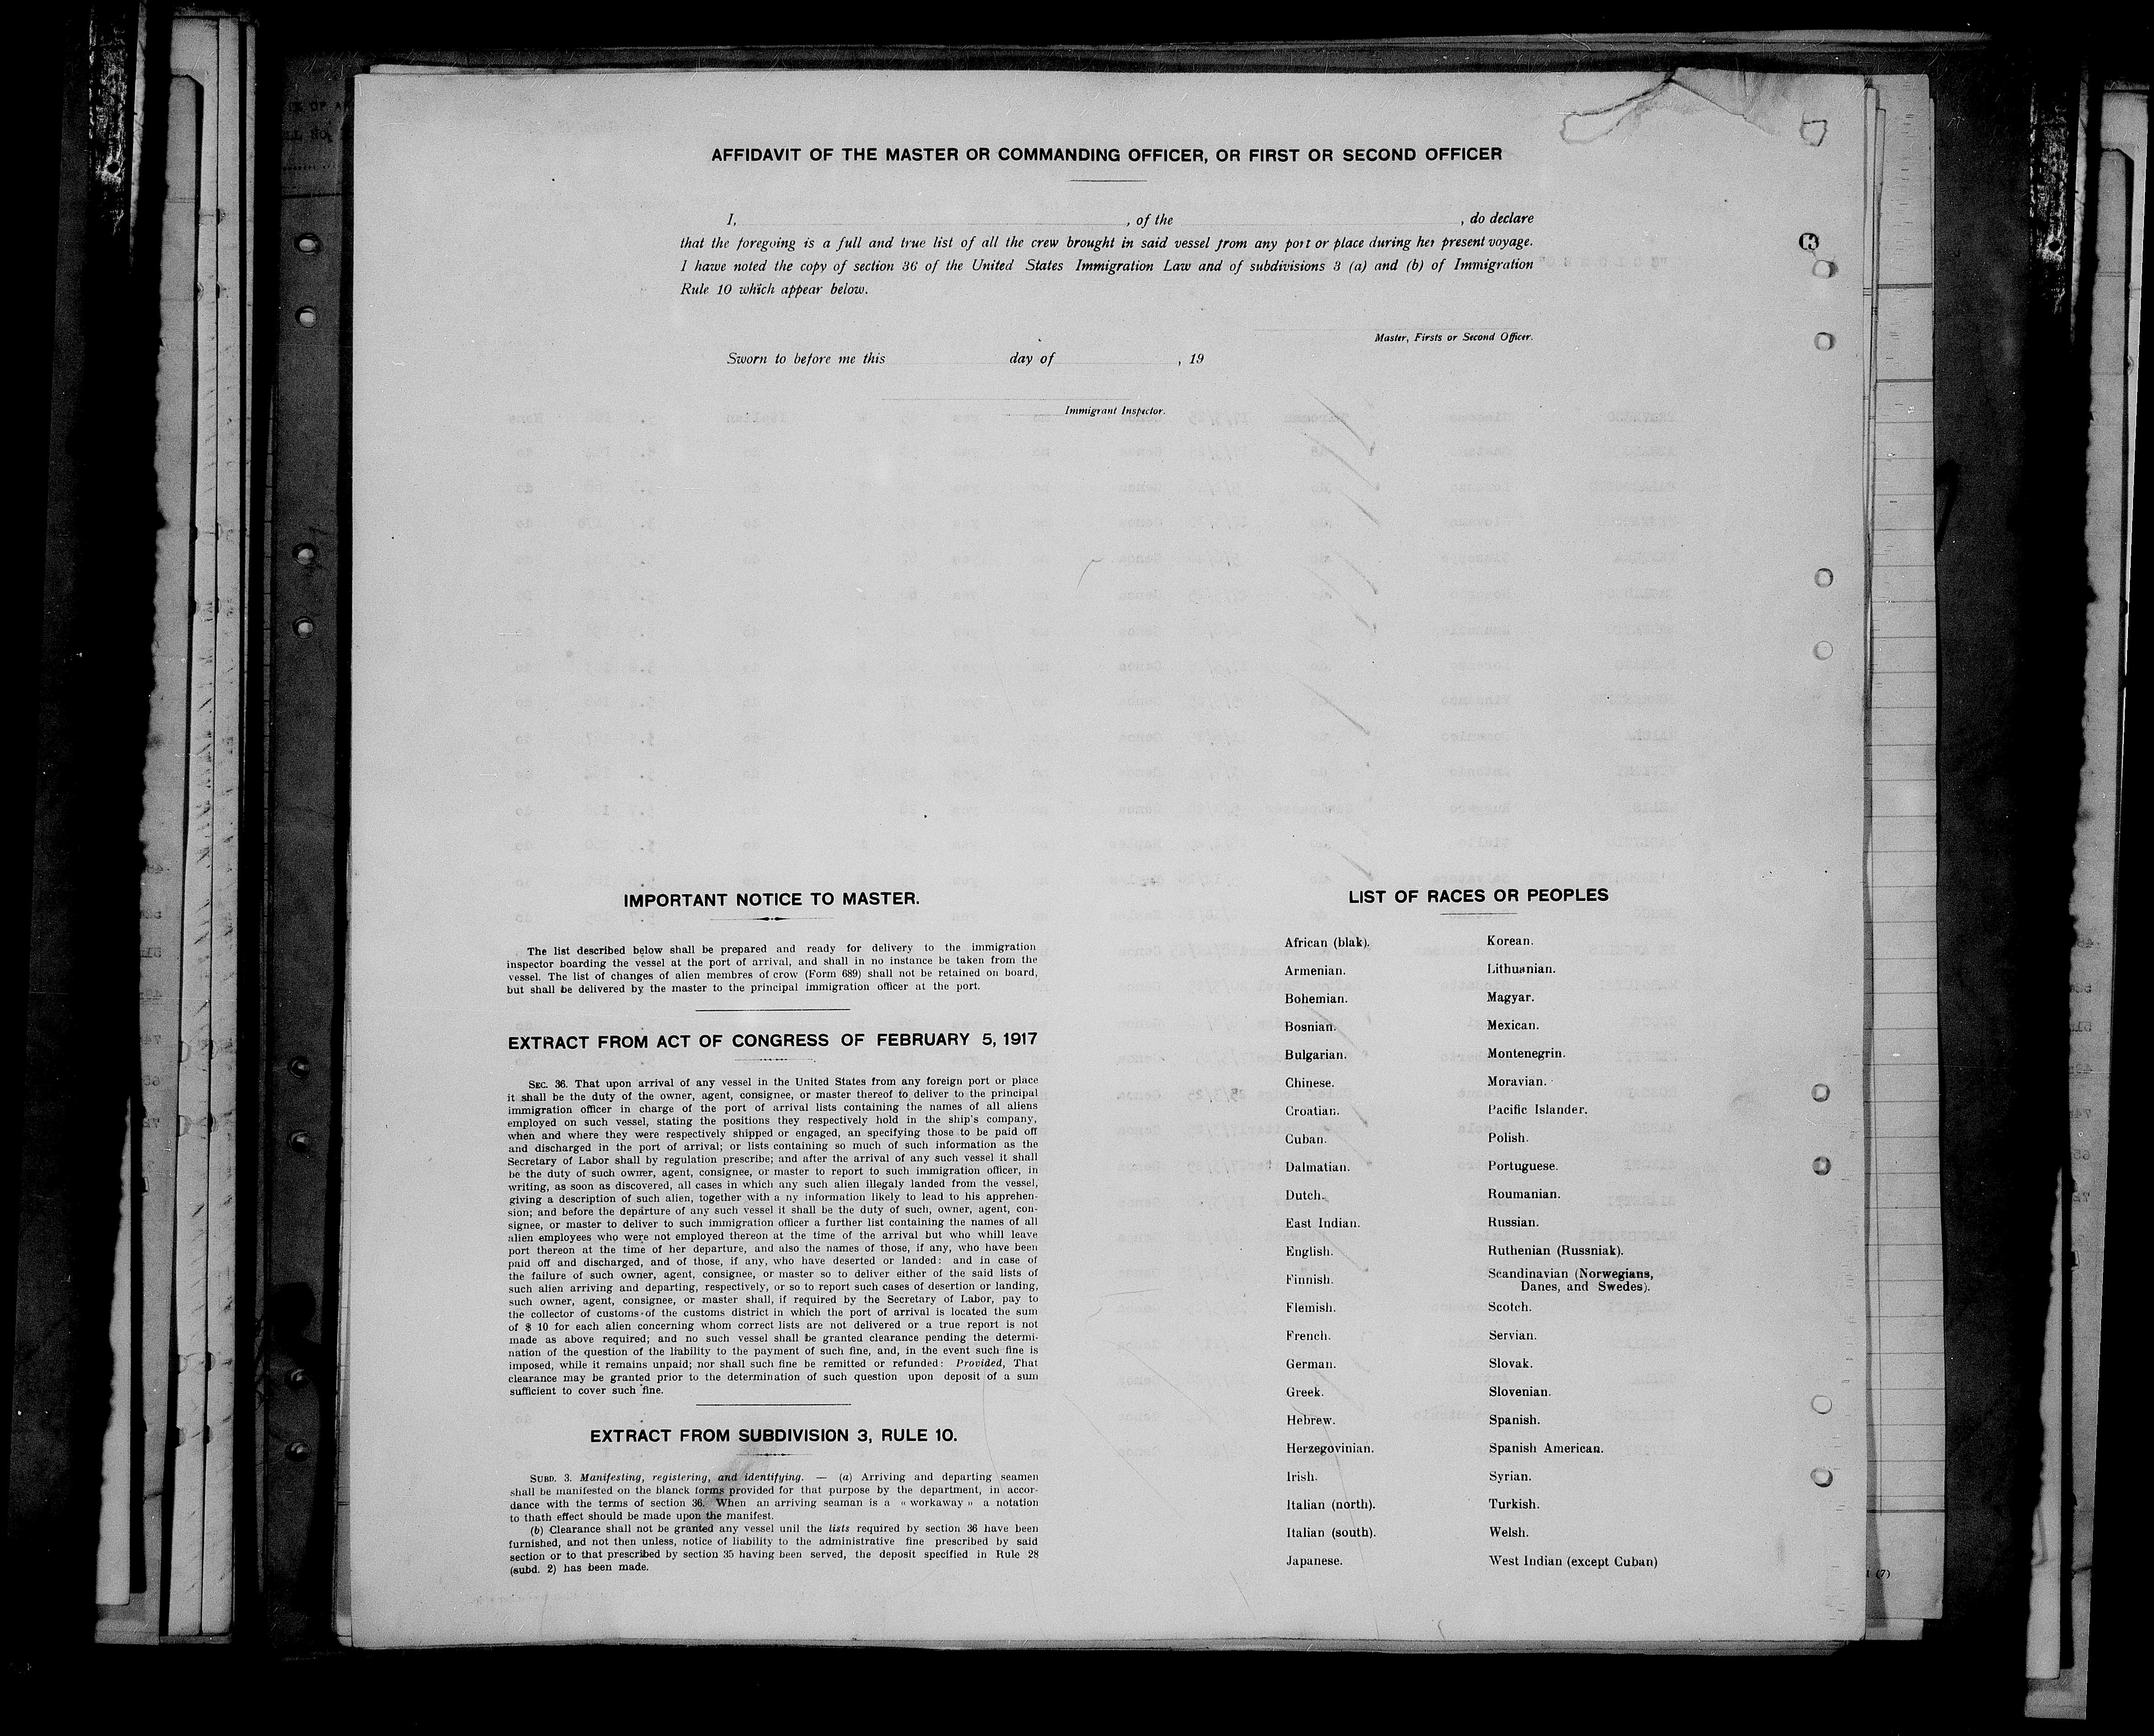 AFFIDAVIT OF THE MASTER OR COMMANDING OFFICER, OR FIRST OR SECOND OFFICER
I, , of the , do declare
that the foregoing is a full and true list of all the crew brought in said vessel from any port or place during her present voyage.
I hawe noted the copy of section 36 of the United States Immigration Law and of subdivisions 3 (a) and (b) of Immigration
Rule 10 which appear below.
Master, Firsts or Second Officer.
Sworn to before me this day of , 19
Immigrant Inspector.
IMPORTANT NOTICE TO MASTER.
The list described below shall be prepared and ready for delivery to the immigration
inspector boarding the vessel at the port of arrival, and shall in no instance be taken from the
vessel. The list of changes of alien membres of crow (Form 689) shall not be retained on board,
but shall be delivered by the master to the principal immigration officer at the port.
EXTRACT FROM ACT OF CONGRESS OF FEBRUARY 5, 1917
SEC. 36. That upon arrival of any vessel in the United States from any foreign port or place
it shall be the duty of the owner, agent, consignee, or master thereof to deliver to the principal
immigration officer in charge of the port of arrival lists containing the names of all aliens
employed on such vessel, stating the positions they respectively hold in the ship's company,
when and where they were respectively shipped or engaged, an specifying those to be paid off
and discharged in the port of arrival; or lists containing so much of such information as the
Secretary of Labor shall by regulation prescribe; and after the arrival of any such vessel it shall
be the duty of such owner, agent, consignee, or master to report to such immigration officer, in
writing, as soon as discovered, all cases in which any such alien illegaly landed from the vessel,
giving a description of such alien, together with a ny information likely to lead to his apprehen-
sion; and before the departure of any such vessel it shall be the duty of such, owner, agent, con-
signee, or master to deliver to such immigration officer a further list containing the names of all
alien employees who were not employed thereon at the time of the arrival but who whill leave
port thereon at the time of her departure, and also the names of those, if any, who have been
paid off and discharged, and of those, if any, who have deserted or landed: and in case of
the failure of such owner, agent, consignee, or master so to deliver either of the said lists of
such alien arriving and departing, respectively, or so to report such cases of desertion or landing,
such owner, agent, consignee, or master shall, if required by the Secretary of Labor, pay to
the collector of customs of the customs district in which the port of arrival is located the sum
of $ 10 for each alien concerning whom correct lists are not delivered or a true report is not
made as above required; and no such vessel shall be granted clearance pending the determi-
nation of the question of the liability to the payment of such fine, and, in the event such fine is
imposed, while it remains unpaid; nor shall such fine be remitted or refunded: Provided, That
clearance may be granted prior to the determination of such question upon deposit of a sum
sufficient to cover such fine.
EXTRACT FROM SUBDIVISION 3, RULE 10.
SUBD. 3. Manifesting, registering, and identifying. — (a) Arriving and departing seamen
shall be manifested on the blanck forms provided for that purpose by the department, in accor-
dance with the terms of section 36. When an arriving seaman is a « workaway » a notation
to thath effect should be made upon the manifest.
(b) Clearance shall not be granted any vessel unil the lists required by section 36 have been
furnished, and not then unless, notice of liability to the administrative fine prescribed by said
section or to that prescribed by section 35 having been served, the deposit specified in Rule 28
(subd. 2) has been made.
LIST OF RACES OR PEOPLES
African (blak).
Armenian.
Bohemian.
Bosnian.
Bulgarian.
Chinese.
Croatian.
Cuban.
Dalmatian.
Dutch.
East Indian.
English.
Finnish.
Flemish.
French.
German.
Greek.
Hebrew.
Herzegovinian.
Irish.
Italian (north).
Italian (south).
Japanese.
Korean.
Lithuanian.
Magyar.
Mexican.
Montenegrin.
Moravian.
Pacific Islander.
Polish.
Portuguese.
Roumanian.
Russian.
Ruthenian (Russniak).
Scandinavian (Norwegians,
Danes, and Swedes).
Scotch.
Servian.
Slovak.
Slovenian.
Spanish.
Spanish American.
Syrian.
Turkish.
Welsh.
West Indian (except Cuban)